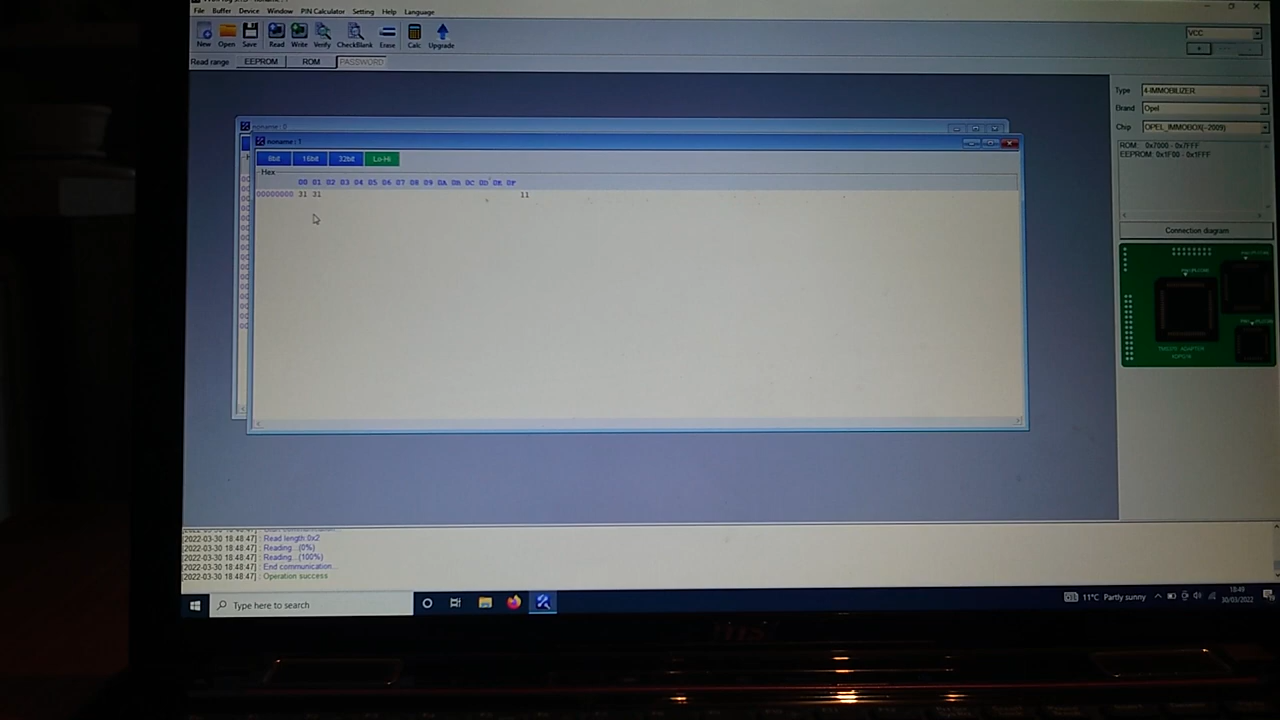 File Buffer Device Window PIN Calculator Setting Help Language
New Open Save Read Write Verify CheckBlank Erase Calc Upgrade
VCC
Read range EEPROM ROM PASSWORD
Type 4-IMMOBILIZER
Brand Opel
Chip OPEL_IMMOBOX(-2009)
ROM: 0x7000 - 0x7FFF
EEPROM: 0x1F00 - 0x1FFF
Connection diagram
noname : 0
noname : 1
8bit 16bit 32bit Lo-Hi
Hex
00 01 02 03 04 05 06 07 08 09 0A 0B 0C 0D 0E 0F
00000000 31 31 11
[2022-03-30 18:48:47] : Read length:0x2
[2022-03-30 18:48:47] : Reading...(0%)
[2022-03-30 18:48:47] : Reading...(100%)
[2022-03-30 18:48:47] : End communication...
[2022-03-30 18:48:47] : Operation success
Type here to search
11°C Partly sunny
18:49
30/03/2022